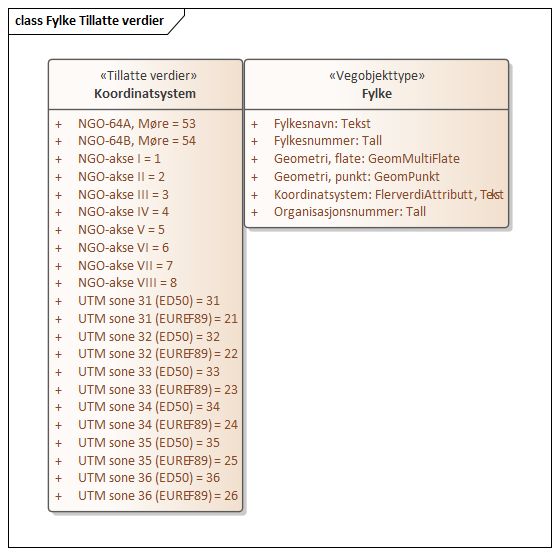 class Fylke Tillatte verdier
«Tillatte verdier»
Koordinatsystem
+ NGO-64A, Møre = 53
+ NGO-64B, Møre = 54
+ NGO-akse I = 1
+ NGO-akse II = 2
+ NGO-akse III = 3
+ NGO-akse IV = 4
+ NGO-akse V = 5
+ NGO-akse VI = 6
+ NGO-akse VII = 7
+ NGO-akse VIII = 8
+ UTM sone 31 (ED50) = 31
+ UTM sone 31 (EUREF89) = 21
+ UTM sone 32 (ED50) = 32
+ UTM sone 32 (EUREF89) = 22
+ UTM sone 33 (ED50) = 33
+ UTM sone 33 (EUREF89) = 23
+ UTM sone 34 (ED50) = 34
+ UTM sone 34 (EUREF89) = 24
+ UTM sone 35 (ED50) = 35
+ UTM sone 35 (EUREF89) = 25
+ UTM sone 36 (ED50) = 36
+ UTM sone 36 (EUREF89) = 26
«Vegobjekttype»
Fylke
+ Fylkesnavn: Tekst
+ Fylkesnummer: Tall
+ Geometri, flate: GeomMultiFlate
+ Geometri, punkt: GeomPunkt
+ Koordinatsystem: FlerverdiAttributt, Tekst
+ Organisasjonsnummer: Tall